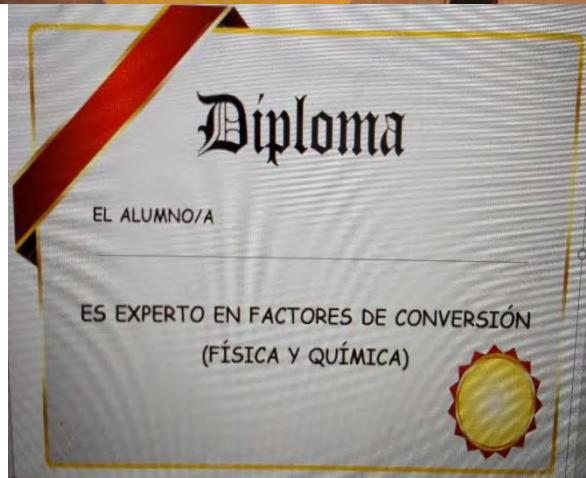 Diploma
EL ALUMNO/A
ES EXPERTO EN FACTORES DE CONVERSIÓN
(FÍSICA Y QUÍMICA)